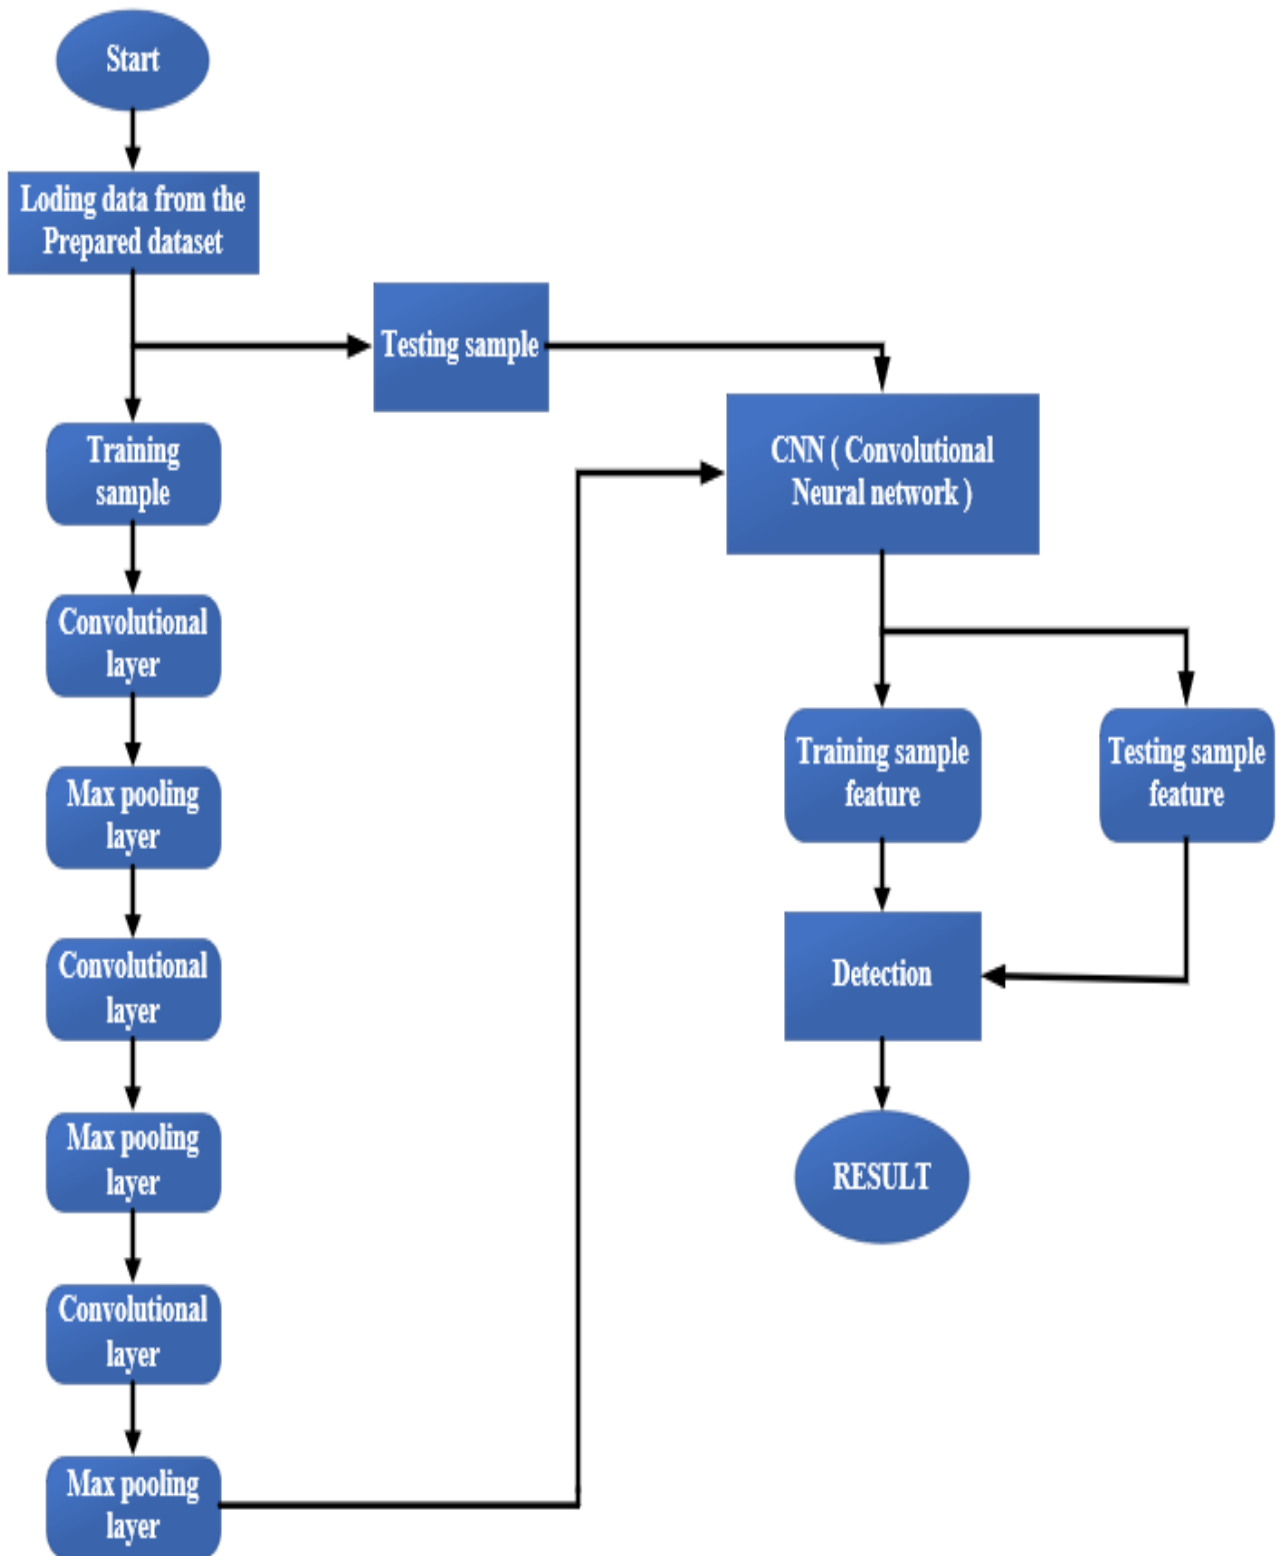 Start
Loding data from the
Prepared dataset
Testing sample
Training
sample
Convolutional
layer
Max pooling
layer
Convolutional
layer
Max pooling
layer
Convolutional
layer
Max pooling
layer
CNN ( Convolutional
Neural network )
Training sample
feature
Testing sample
feature
Detection
RESULT